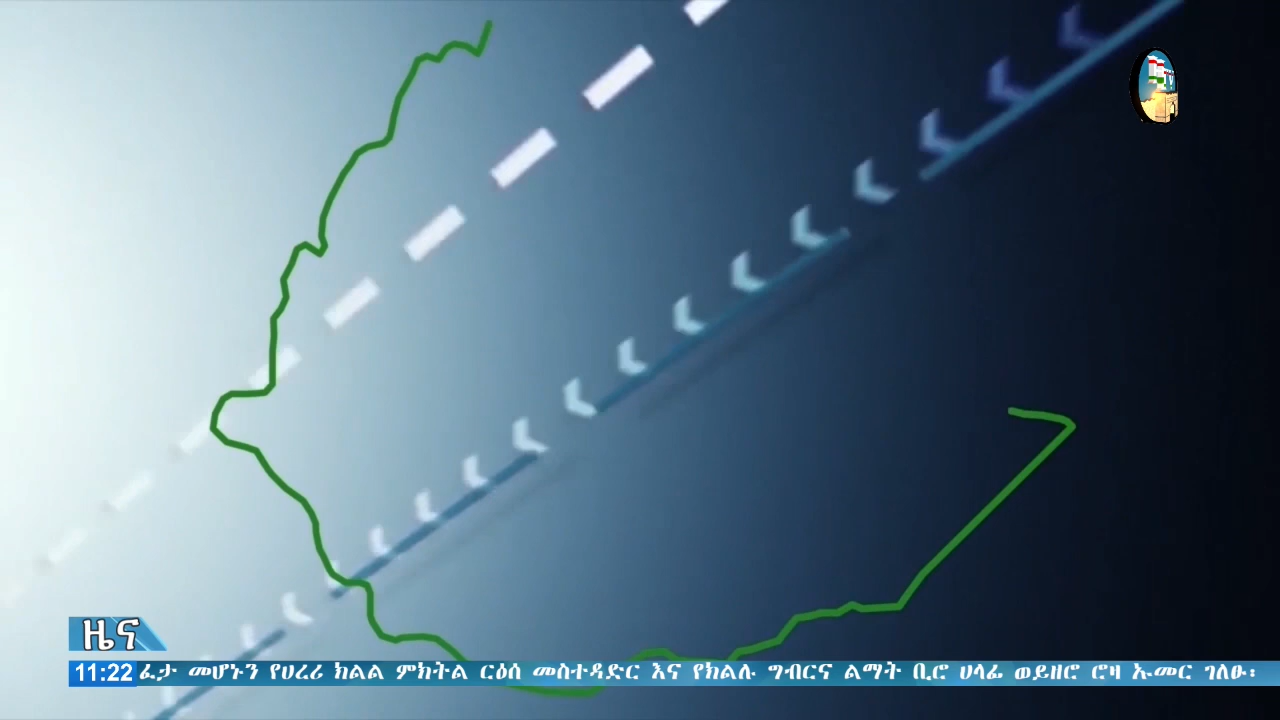 ዜና
11:22 ፈታ መሆኑን የሀረሪ ክልል ምክትል ርዕሰ መስተዳድር እና የክልሉ ግብርና ልማት ቢሮ ሀላፊ ወይዘሮ ሮዛ ኡመር ገለፁ፡